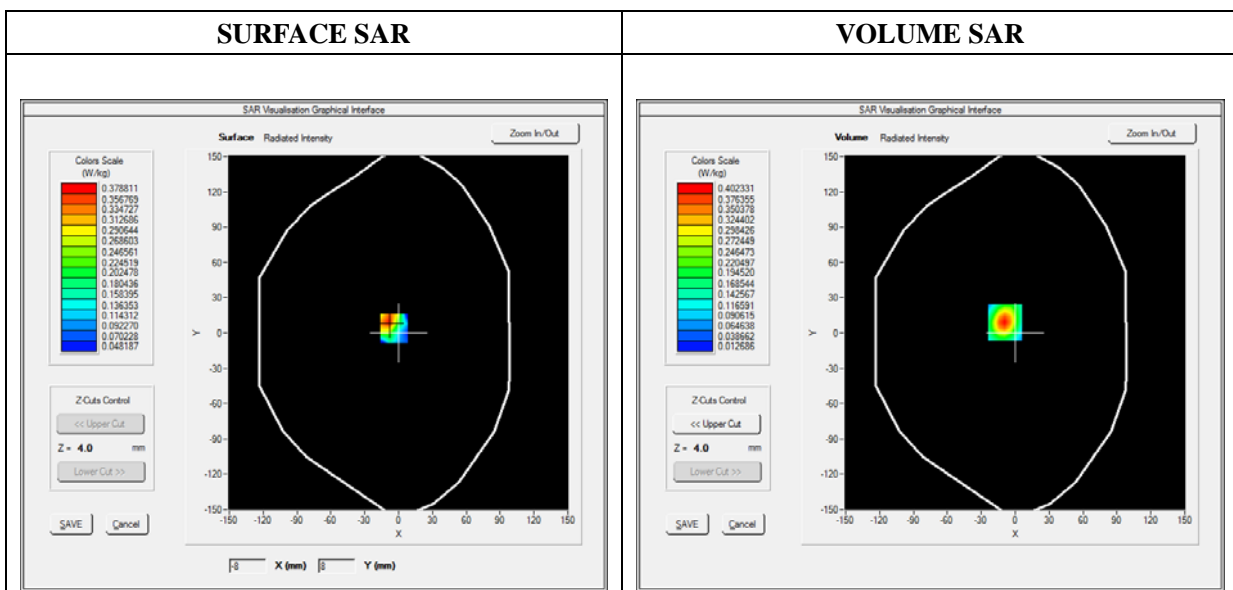 SURFACE SAR
SAR Visualisation Graphical Interface
Surface Radiated Intensity
Zoom In/Out
Colors Scale
(W/kg)
0.378811
0.356769
0.334727
0.312686
0.290644
0.268603
0.246561
0.224519
0.202478
0.180436
0.158395
0.136353
0.114312
0.092270
0.070228
0.048187
150
120
90
60
30
0
-30
-60
-90
-120
-150
Y
-150 -120 -90 -60 -30 0 30 60 90 120 150
X
Z-Cuts Control
<< Upper Cut
Z = 4.0 mm
Lower Cut >>
SAVE Cancel
-8 X (mm) 8 Y (mm)
VOLUME SAR
SAR Visualisation Graphical Interface
Volume Radiated Intensity
Zoom In/Out
Colors Scale
(W/kg)
0.402331
0.376355
0.350378
0.324402
0.298426
0.272449
0.246473
0.220497
0.194520
0.168544
0.142567
0.116591
0.090615
0.064638
0.038662
0.012686
150
120
90
60
30
0
-30
-60
-90
-120
-150
Y
-150 -120 -90 -60 -30 0 30 60 90 120 150
X
Z-Cuts Control
<< Upper Cut
Z = 4.0 mm
Lower Cut >>
SAVE Cancel